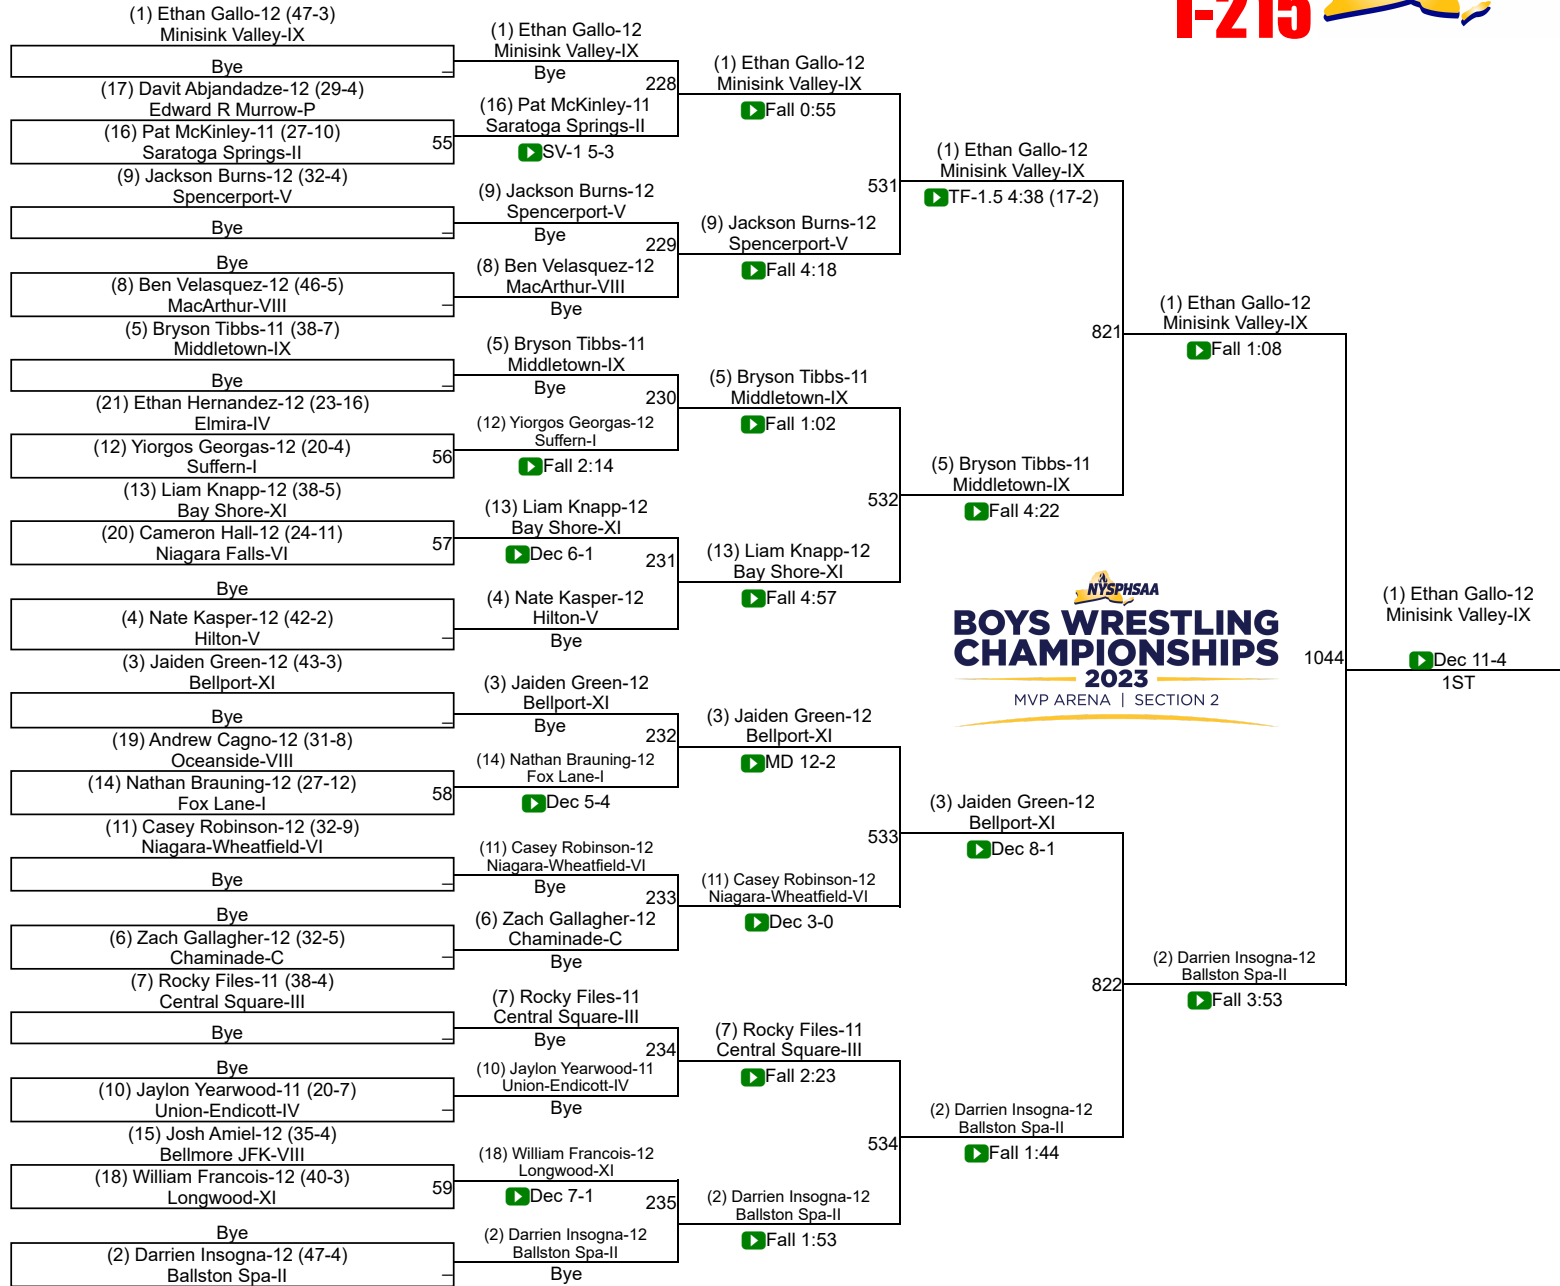 I-215
(1) Ethan Gallo-12 (47-3)
Minisink Valley-IX
Bye
(17) Davit Abjandadze-12 (29-4)
Edward R Murrow-P
(16) Pat McKinley-11 (27-10)
Saratoga Springs-II
55
(9) Jackson Burns-12 (32-4)
Spencerport-V
Bye
Bye
(8) Ben Velasquez-12 (46-5)
MacArthur-VIII
(5) Bryson Tibbs-11 (38-7)
Middletown-IX
Bye
(21) Ethan Hernandez-12 (23-16)
Elmira-IV
(12) Yiorgos Georgas-12 (20-4)
Suffern-I
56
(13) Liam Knapp-12 (38-5)
Bay Shore-XI
(20) Cameron Hall-12 (24-11)
Niagara Falls-VI
57
Bye
(4) Nate Kasper-12 (42-2)
Hilton-V
(3) Jaiden Green-12 (43-3)
Bellport-XI
Bye
(19) Andrew Cagno-12 (31-8)
Oceanside-VIII
(14) Nathan Brauning-12 (27-12)
Fox Lane-I
58
(11) Casey Robinson-12 (32-9)
Niagara-Wheatfield-VI
Bye
Bye
(6) Zach Gallagher-12 (32-5)
Chaminade-C
(7) Rocky Files-11 (38-4)
Central Square-III
Bye
Bye
(10) Jaylon Yearwood-11 (20-7)
Union-Endicott-IV
(15) Josh Amiel-12 (35-4)
Bellmore JFK-VIII
(18) William Francois-12 (40-3)
Longwood-XI
59
Bye
(2) Darrien Insogna-12 (47-4)
Ballston Spa-II
(1) Ethan Gallo-12
Minisink Valley-IX
Bye
228
(16) Pat McKinley-11
Saratoga Springs-II
SV-1 5-3
(9) Jackson Burns-12
Spencerport-V
Bye
229
(8) Ben Velasquez-12
MacArthur-VIII
Bye
(5) Bryson Tibbs-11
Middletown-IX
Bye
230
(12) Yiorgos Georgas-12
Suffern-I
Fall 2:14
(13) Liam Knapp-12
Bay Shore-XI
Dec 6-1
231
(4) Nate Kasper-12
Hilton-V
Bye
(3) Jaiden Green-12
Bellport-XI
Bye
232
(14) Nathan Brauning-12
Fox Lane-I
Dec 5-4
(11) Casey Robinson-12
Niagara-Wheatfield-VI
Bye
233
(6) Zach Gallagher-12
Chaminade-C
Bye
(7) Rocky Files-11
Central Square-III
Bye
234
(10) Jaylon Yearwood-11
Union-Endicott-IV
Bye
(18) William Francois-12
Longwood-XI
Dec 7-1
235
(2) Darrien Insogna-12
Ballston Spa-II
Bye
(1) Ethan Gallo-12
Minisink Valley-IX
Fall 0:55
531
(9) Jackson Burns-12
Spencerport-V
Fall 4:18
(5) Bryson Tibbs-11
Middletown-IX
Fall 1:02
532
(13) Liam Knapp-12
Bay Shore-XI
Fall 4:57
(3) Jaiden Green-12
Bellport-XI
MD 12-2
533
(11) Casey Robinson-12
Niagara-Wheatfield-VI
Dec 3-0
(7) Rocky Files-11
Central Square-III
Fall 2:23
534
(2) Darrien Insogna-12
Ballston Spa-II
Fall 1:53
(1) Ethan Gallo-12
Minisink Valley-IX
TF-1.5 4:38 (17-2)
821
(5) Bryson Tibbs-11
Middletown-IX
Fall 4:22
(3) Jaiden Green-12
Bellport-XI
Dec 8-1
822
(2) Darrien Insogna-12
Ballston Spa-II
Fall 1:44
(1) Ethan Gallo-12
Minisink Valley-IX
Fall 1:08
1044
(2) Darrien Insogna-12
Ballston Spa-II
Fall 3:53
(1) Ethan Gallo-12
Minisink Valley-IX
Dec 11-4
1ST
NYSPHSAA
BOYS WRESTLING
CHAMPIONSHIPS
2023
MVP ARENA | SECTION 2